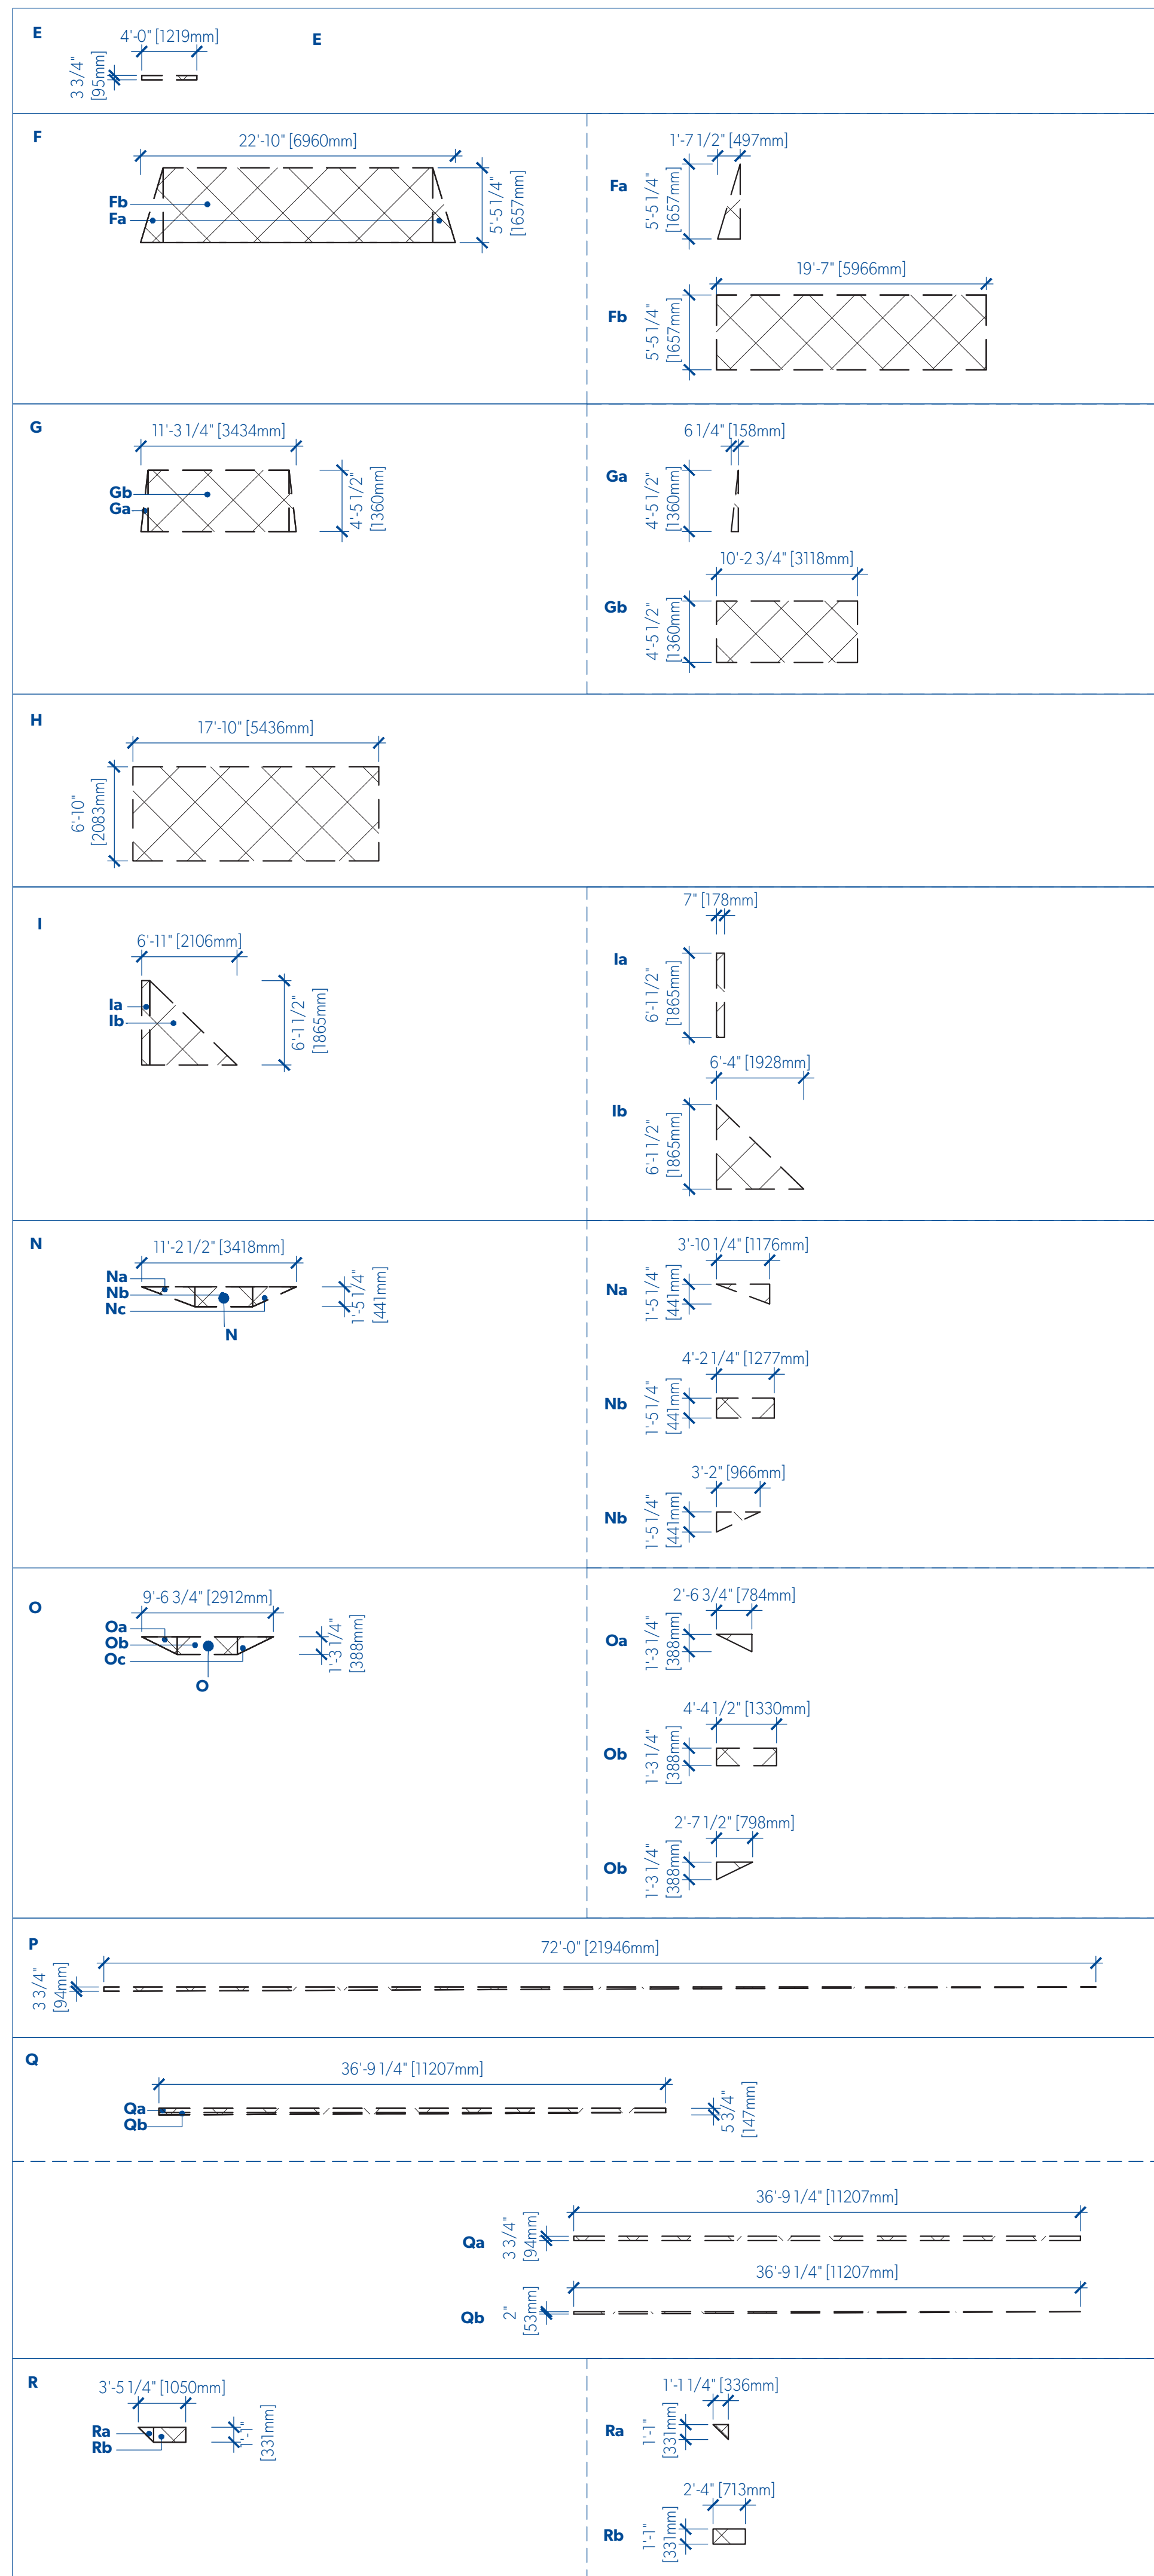 E
4'-0" [1219mm]
E
3 3/4"
[95mm]
F
22'-10" [6960mm]
Fb
Fa
5'-5 1/4"
[1657mm]
1'-7 1/2" [497mm]
Fa
5'-5 1/4"
[1657mm]
19'-7" [5966mm]
Fb
5'-5 1/4"
[1657mm]
G
11'-3 1/4" [3434mm]
Gb
Ga
4'-5 1/2"
[1360mm]
6 1/4" [158mm]
Ga
4'-5 1/2"
[1360mm]
10'-2 3/4" [3118mm]
Gb
4'-5 1/2"
[1360mm]
H
17'-10" [5436mm]
6'-10"
[2083mm]
I
6'-11" [2106mm]
Ia
Ib
6'-1 1/2"
[1865mm]
7" [178mm]
Ia
6'-1 1/2"
[1865mm]
6'-4" [1928mm]
Ib
6'-1 1/2"
[1865mm]
N
11'-2 1/2" [3418mm]
Na
Nb
Nc
N
1'-5 1/4"
[441mm]
3'-10 1/4" [1176mm]
Na
1'-5 1/4"
[441mm]
4'-2 1/4" [1277mm]
Nb
1'-5 1/4"
[441mm]
3'-2" [966mm]
Nb
1'-5 1/4"
[441mm]
O
9'-6 3/4" [2912mm]
Oa
Ob
Oc
O
1'-3 1/4"
[388mm]
2'-6 3/4" [784mm]
Oa
1'-3 1/4"
[388mm]
4'-4 1/2" [1330mm]
Ob
1'-3 1/4"
[388mm]
2'-7 1/2" [798mm]
Ob
1'-3 1/4"
[388mm]
P
72'-0" [21946mm]
3 3/4"
[94mm]
Q
36'-9 1/4" [11207mm]
Qa
Qb
5 3/4"
[147mm]
36'-9 1/4" [11207mm]
Qa
3 3/4"
[94mm]
36'-9 1/4" [11207mm]
Qb
2"
[53mm]
R
3'-5 1/4" [1050mm]
Ra
Rb
1'-1"
[331mm]
1'-1 1/4" [336mm]
Ra
1'-1"
[331mm]
2'-4" [713mm]
Rb
1'-1"
[331mm]